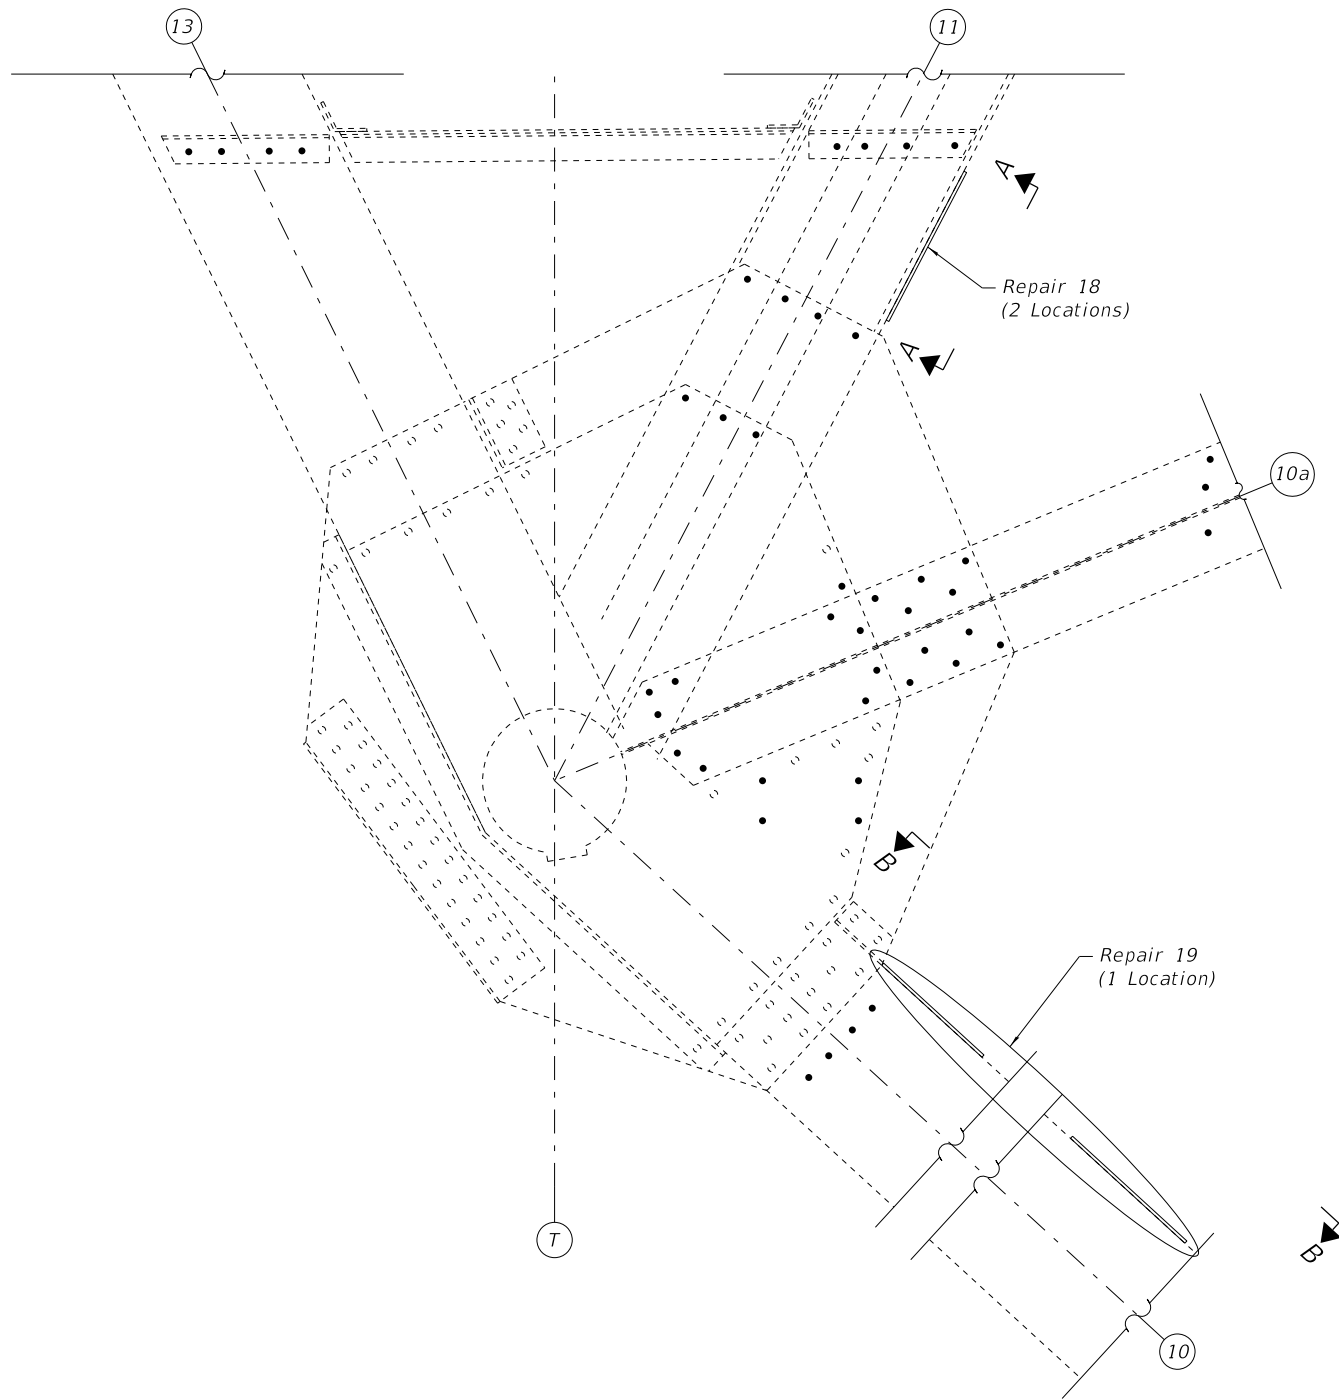 13
11
A
Repair 18
(2 Locations)
A
10a
B
Repair 19
(1 Location)
T
B
10